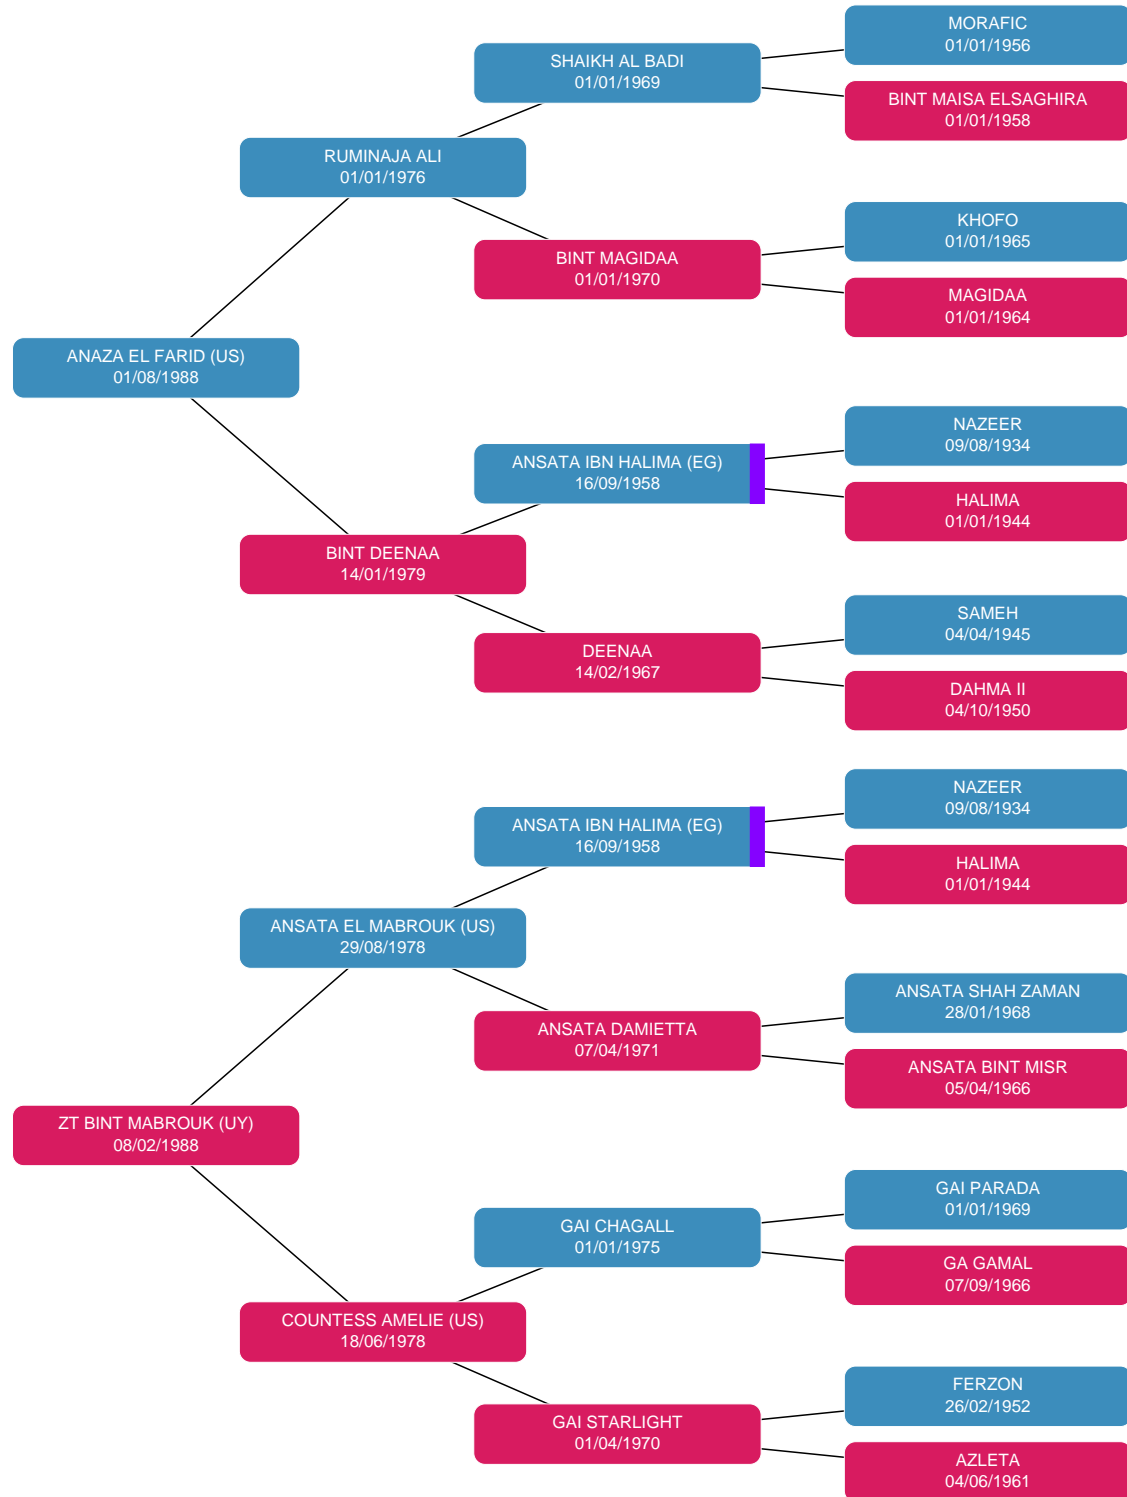 MORAFIC
01/01/1956
SHAIKH AL BADI
01/01/1969
BINT MAISA ELSAGHIRA
01/01/1958
RUMINAJA ALI
01/01/1976
KHOFO
01/01/1965
BINT MAGIDAA
01/01/1970
MAGIDAA
01/01/1964
ANAZA EL FARID (US)
01/08/1988
NAZEER
09/08/1934
ANSATA IBN HALIMA (EG)
16/09/1958
HALIMA
01/01/1944
BINT DEENAA
14/01/1979
SAMEH
04/04/1945
DEENAA
14/02/1967
DAHMA II
04/10/1950
NAZEER
09/08/1934
ANSATA IBN HALIMA (EG)
16/09/1958
HALIMA
01/01/1944
ANSATA EL MABROUK (US)
29/08/1978
ANSATA SHAH ZAMAN
28/01/1968
ANSATA DAMIETTA
07/04/1971
ANSATA BINT MISR
05/04/1966
ZT BINT MABROUK (UY)
08/02/1988
GAI PARADA
01/01/1969
GAI CHAGALL
01/01/1975
GA GAMAL
07/09/1966
COUNTESS AMELIE (US)
18/06/1978
FERZON
26/02/1952
GAI STARLIGHT
01/04/1970
AZLETA
04/06/1961